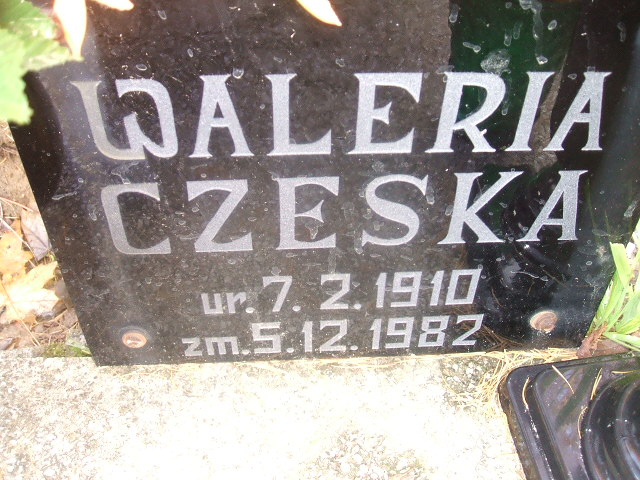 WALERIA
CZESKA
ur. 7. 2. 1910
zm. 5. 12. 1982